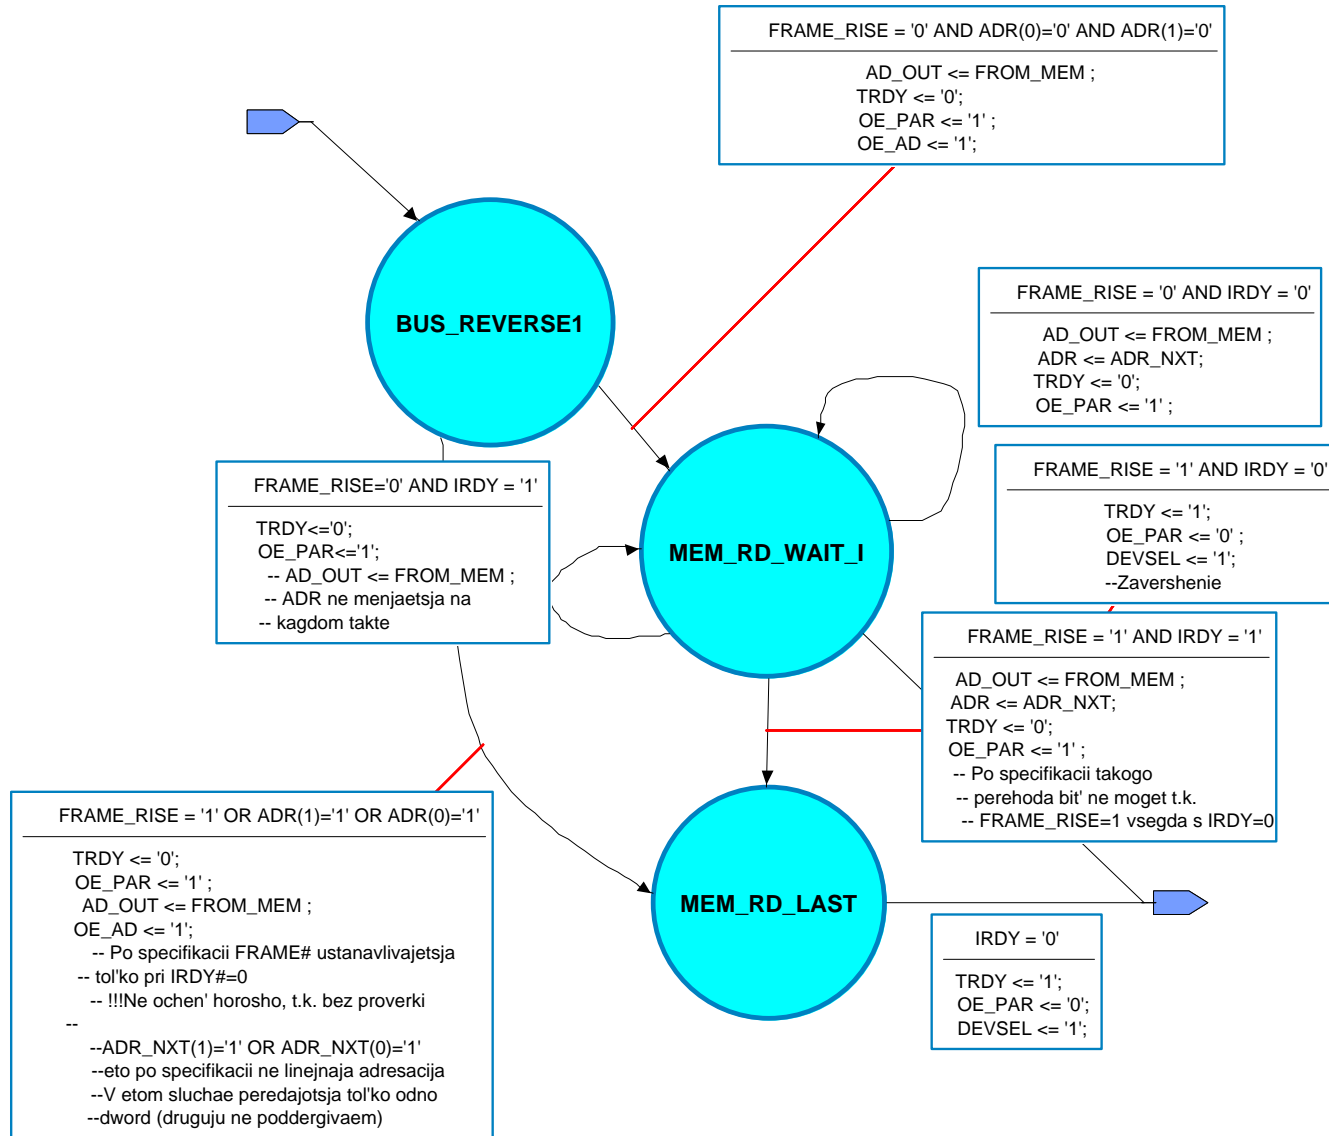 FRAME_RISE = '0' AND ADR(0)='0' AND ADR(1)='0'
AD_OUT <= FROM_MEM ;
TRDY <= '0';
OE_PAR <= '1' ;
OE_AD <= '1';
BUS_REVERSE1
FRAME_RISE = '0' AND IRDY = '0'
AD_OUT <= FROM_MEM ;
ADR <= ADR_NXT;
TRDY <= '0';
OE_PAR <= '1' ;
FRAME_RISE='0' AND IRDY = '1'
TRDY<='0';
OE_PAR<='1';
-- AD_OUT <= FROM_MEM ;
-- ADR ne menjaetsja na
-- kagdom takte
MEM_RD_WAIT_I
FRAME_RISE = '1' AND IRDY = '0'
TRDY <= '1';
OE_PAR <= '0' ;
DEVSEL <= '1';
--Zavershenie
FRAME_RISE = '1' AND IRDY = '1'
AD_OUT <= FROM_MEM ;
ADR <= ADR_NXT;
TRDY <= '0';
OE_PAR <= '1' ;
-- Po specifikacii takogo
-- perehoda bit' ne moget t.k.
-- FRAME_RISE=1 vsegda s IRDY=0
FRAME_RISE = '1' OR ADR(1)='1' OR ADR(0)='1'
TRDY <= '0';
OE_PAR <= '1' ;
AD_OUT <= FROM_MEM ;
OE_AD <= '1';
-- Po specifikacii FRAME# ustanavlivajetsja
-- tol'ko pri IRDY#=0
-- !!!Ne ochen' horosho, t.k. bez proverki
--
--ADR_NXT(1)='1' OR ADR_NXT(0)='1'
--eto po specifikacii ne linejnaja adresacija
--V etom sluchae peredajotsja tol'ko odno
--dword (druguju ne poddergivaem)
MEM_RD_LAST
IRDY = '0'
TRDY <= '1';
OE_PAR <= '0';
DEVSEL <= '1';